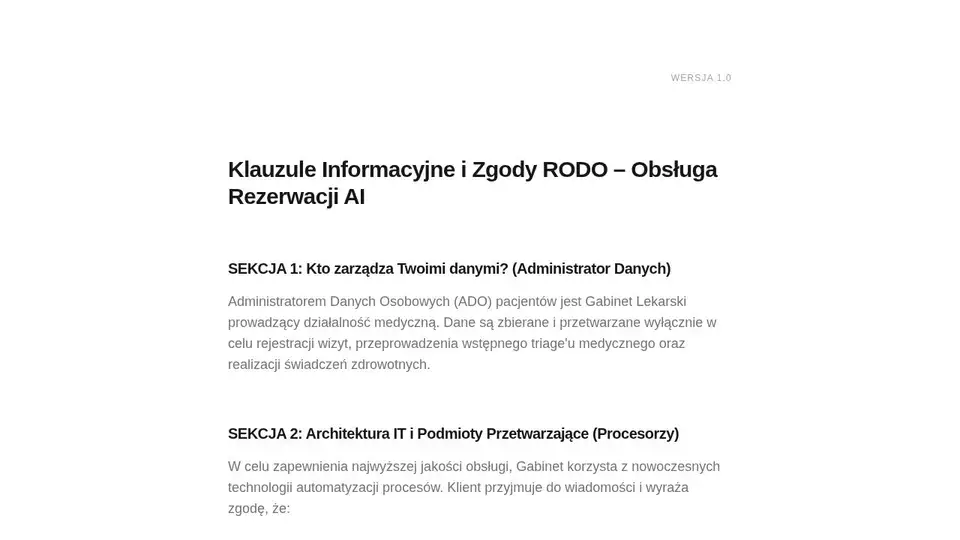 WERSJA 1.0
Klauzule Informacyjne i Zgody RODO – Obsługa
Rezerwacji AI
SEKCJA 1: Kto zarządza Twoimi danymi? (Administrator Danych)
Administratorem Danych Osobowych (ADO) pacjentów jest Gabinet Lekarski
prowadzący działalność medyczną. Dane są zbierane i przetwarzane wyłącznie w
celu rejestracji wizyt, przeprowadzenia wstępnego triage'u medycznego oraz
realizacji świadczeń zdrowotnych.
SEKCJA 2: Architektura IT i Podmioty Przetwarzające (Procesorzy)
W celu zapewnienia najwyższej jakości obsługi, Gabinet korzysta z nowoczesnych
technologii automatyzacji procesów. Klient przyjmuje do wiadomości i wyraża
zgodę, że: